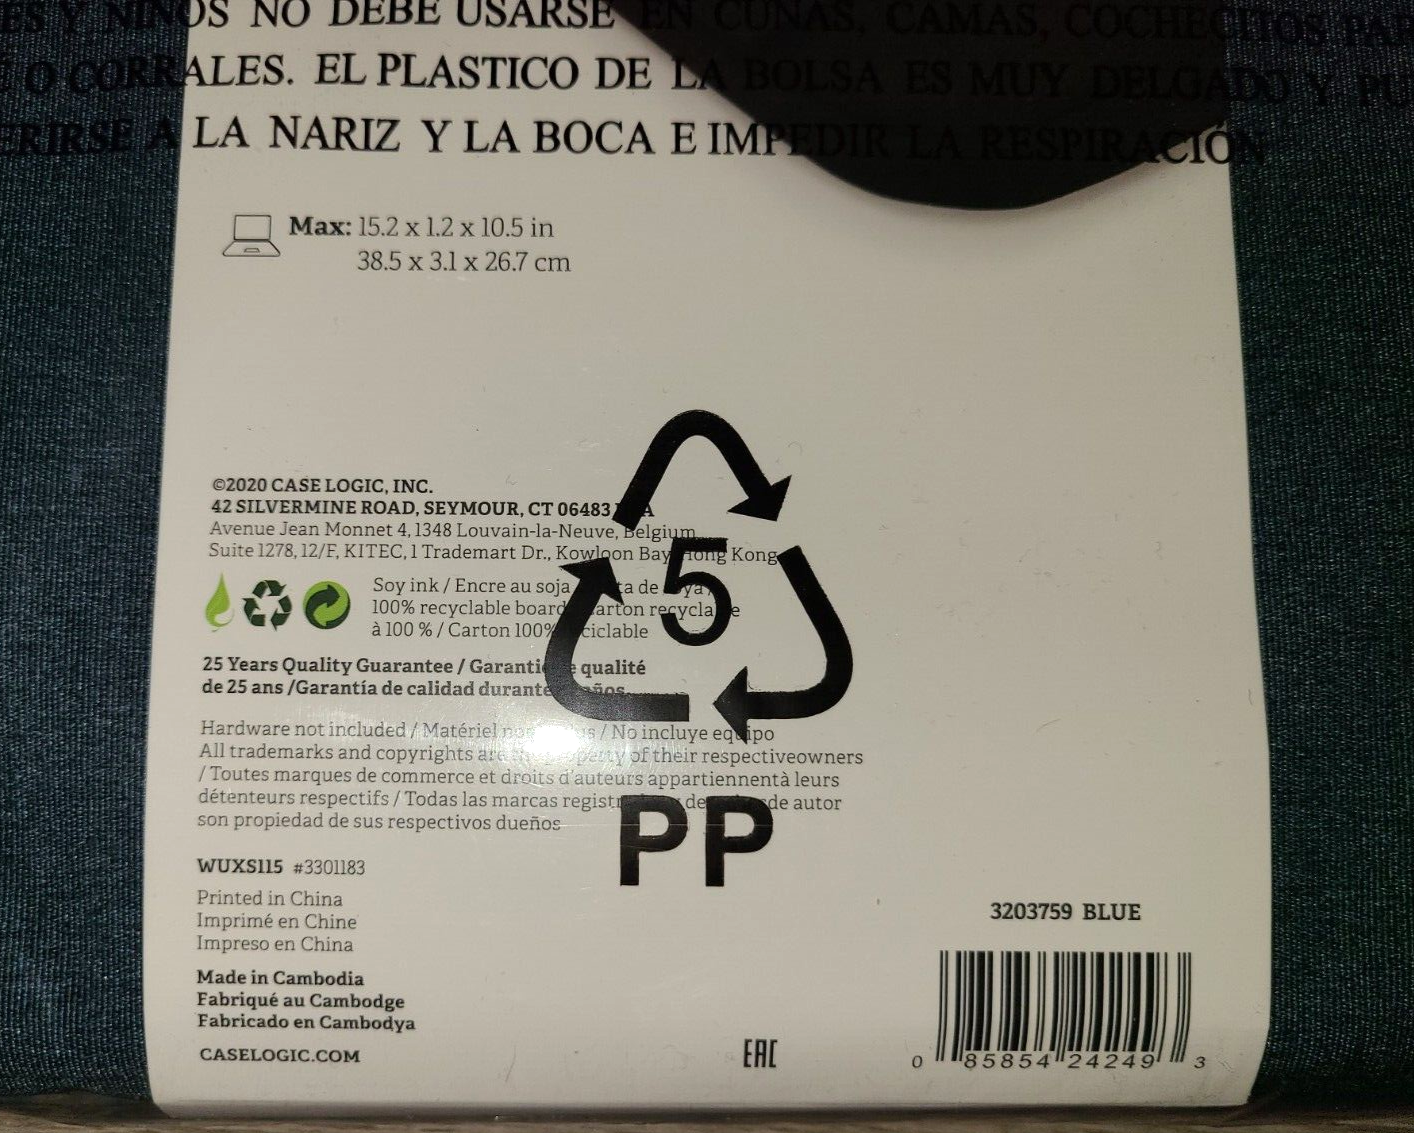 ES Y NIÑOS NO DEBE USARSE EN CUNAS, CAMAS, COCHECITOS PAR
É O CORRALES. EL PLASTICO DE LA BOLSA ES MUY DELGADO Y PU
ERIRSE A LA NARIZ Y LA BOCA E IMPEDIR LA RESPIRACIÓN
Max: 15.2 x 1.2 x 10.5 in
38.5 x 3.1 x 26.7 cm
©2020 CASE LOGIC, INC.
42 SILVERMINE ROAD, SEYMOUR, CT 06483
Avenue Jean Monnet 4, 1348 Louvain-la-Neuve, Belgium
Suite 1278, 12/F, KITEC, 1 Trademart Dr., Kowloon Bay Hong Kong
Soy ink / Encre au soja / de
100% recyclable board
à 100 % / Carton 100%
5
25 Years Quality Guarantee / qualité
de 25 ans /Garantía de calidad durante
Hardware not included / Matériel / No incluye equipo
All trademarks and copyrights are the property of their respectiveowners
/ Toutes marques de commerce et droits d'auteurs appartiennentà leurs
détenteurs respectifs / Todas las marcas de autor
son propiedad de sus respectivos dueños
PP
WUXS115 #3301183
Printed in China
Imprimé en Chine
Impreso en China
Made in Cambodia
Fabriqué au Cambodge
Fabricado en Cambodya
CASELOGIC.COM
EAC
3203759 BLUE
0 85854 24249 3